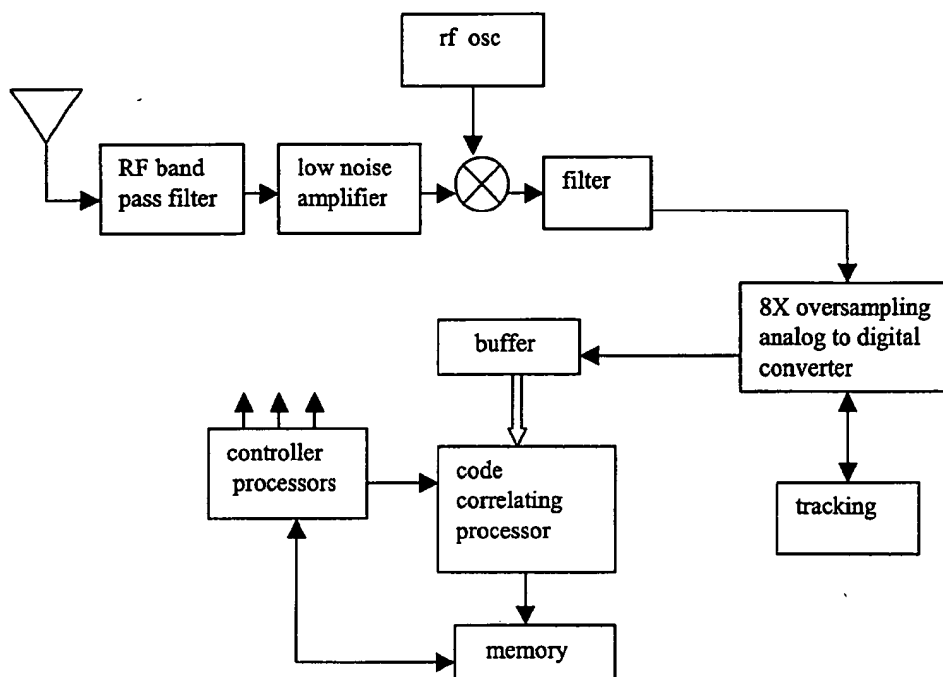 rf osc
RF band
pass filter
low noise
amplifier
filter
8X oversampling
analog to digital
converter
buffer
controller
processors
code
correlating
processor
tracking
memory